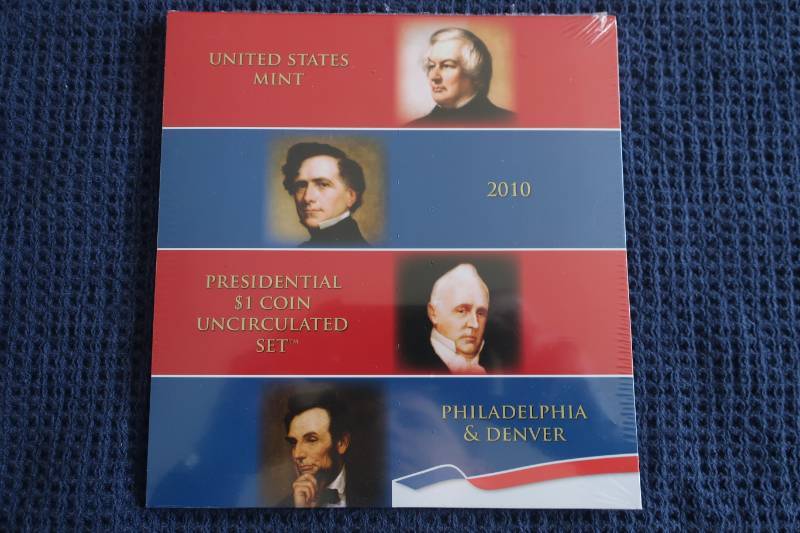 UNITED STATES
MINT
2010
PRESIDENTIAL
$1 COIN
UNCIRCULATED
SET™
PHILADELPHIA
& DENVER